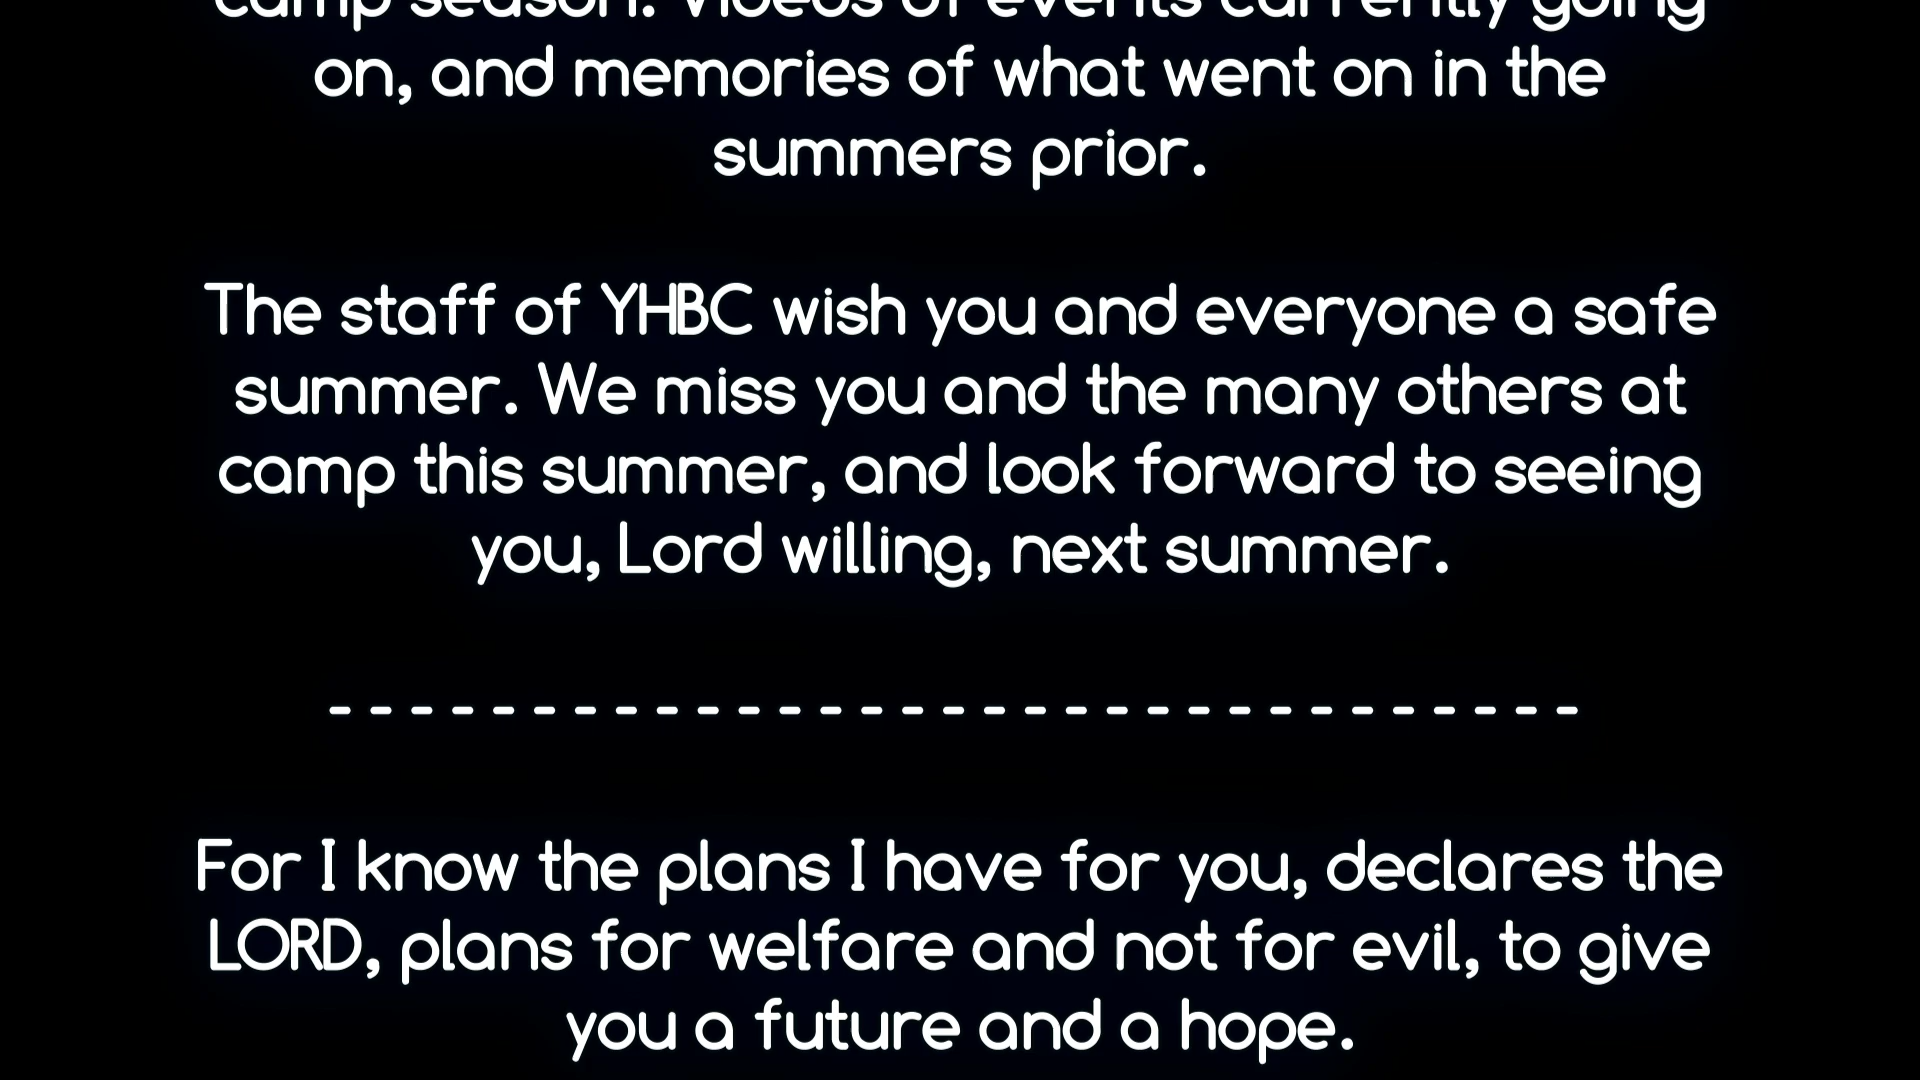 camp season. Videos of events currently going
on, and memories of what went on in the
summers prior.
The staff of YHBC wish you and everyone a safe
summer. We miss you and the many others at
camp this summer, and look forward to seeing
you, Lord willing, next summer.
- - - - - - - - - - - - - - - - - - - - - - - - - - - - - - -
For I know the plans I have for you, declares the
LORD, plans for welfare and not for evil, to give
you a future and a hope.